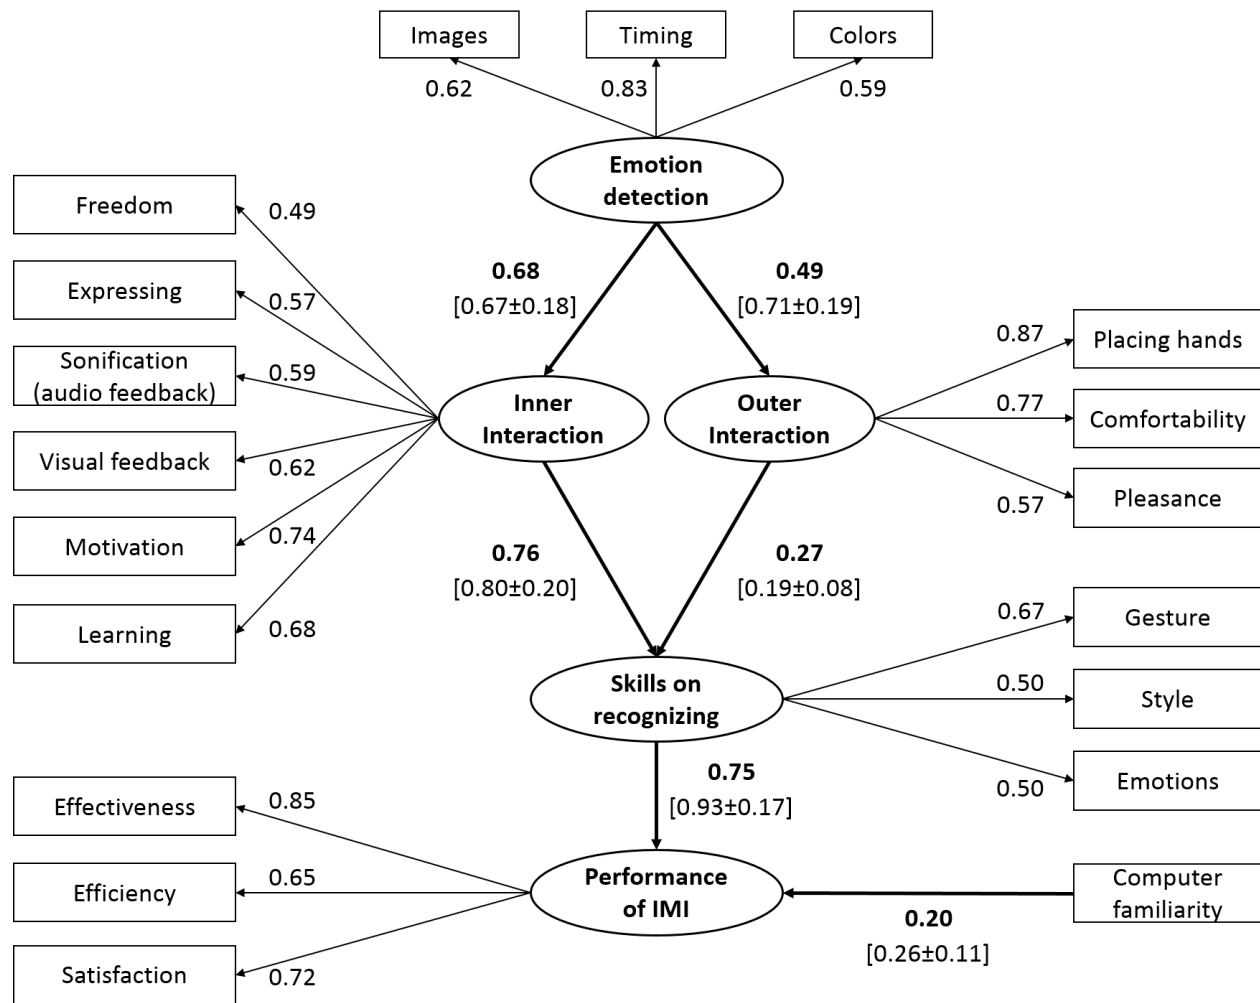 Images
Timing
Colors
0.62
0.83
0.59
Emotion
detection
Freedom
0.49
Expressing
0.57
Sonification
(audio feedback)
0.59
Visual feedback
0.62
Motivation
0.74
Learning
0.68
0.68
[0.67±0.18]
0.49
[0.71±0.19]
Inner
Interaction
Outer
Interaction
0.87
Placing hands
0.77
Comfortability
0.57
Pleasance
0.76
[0.80±0.20]
0.27
[0.19±0.08]
Skills on
recognizing
0.67
Gesture
0.50
Style
0.50
Emotions
0.75
[0.93±0.17]
Effectiveness
0.85
Efficiency
0.65
Satisfaction
0.72
Performance
of IMI
Computer
familiarity
0.20
[0.26±0.11]